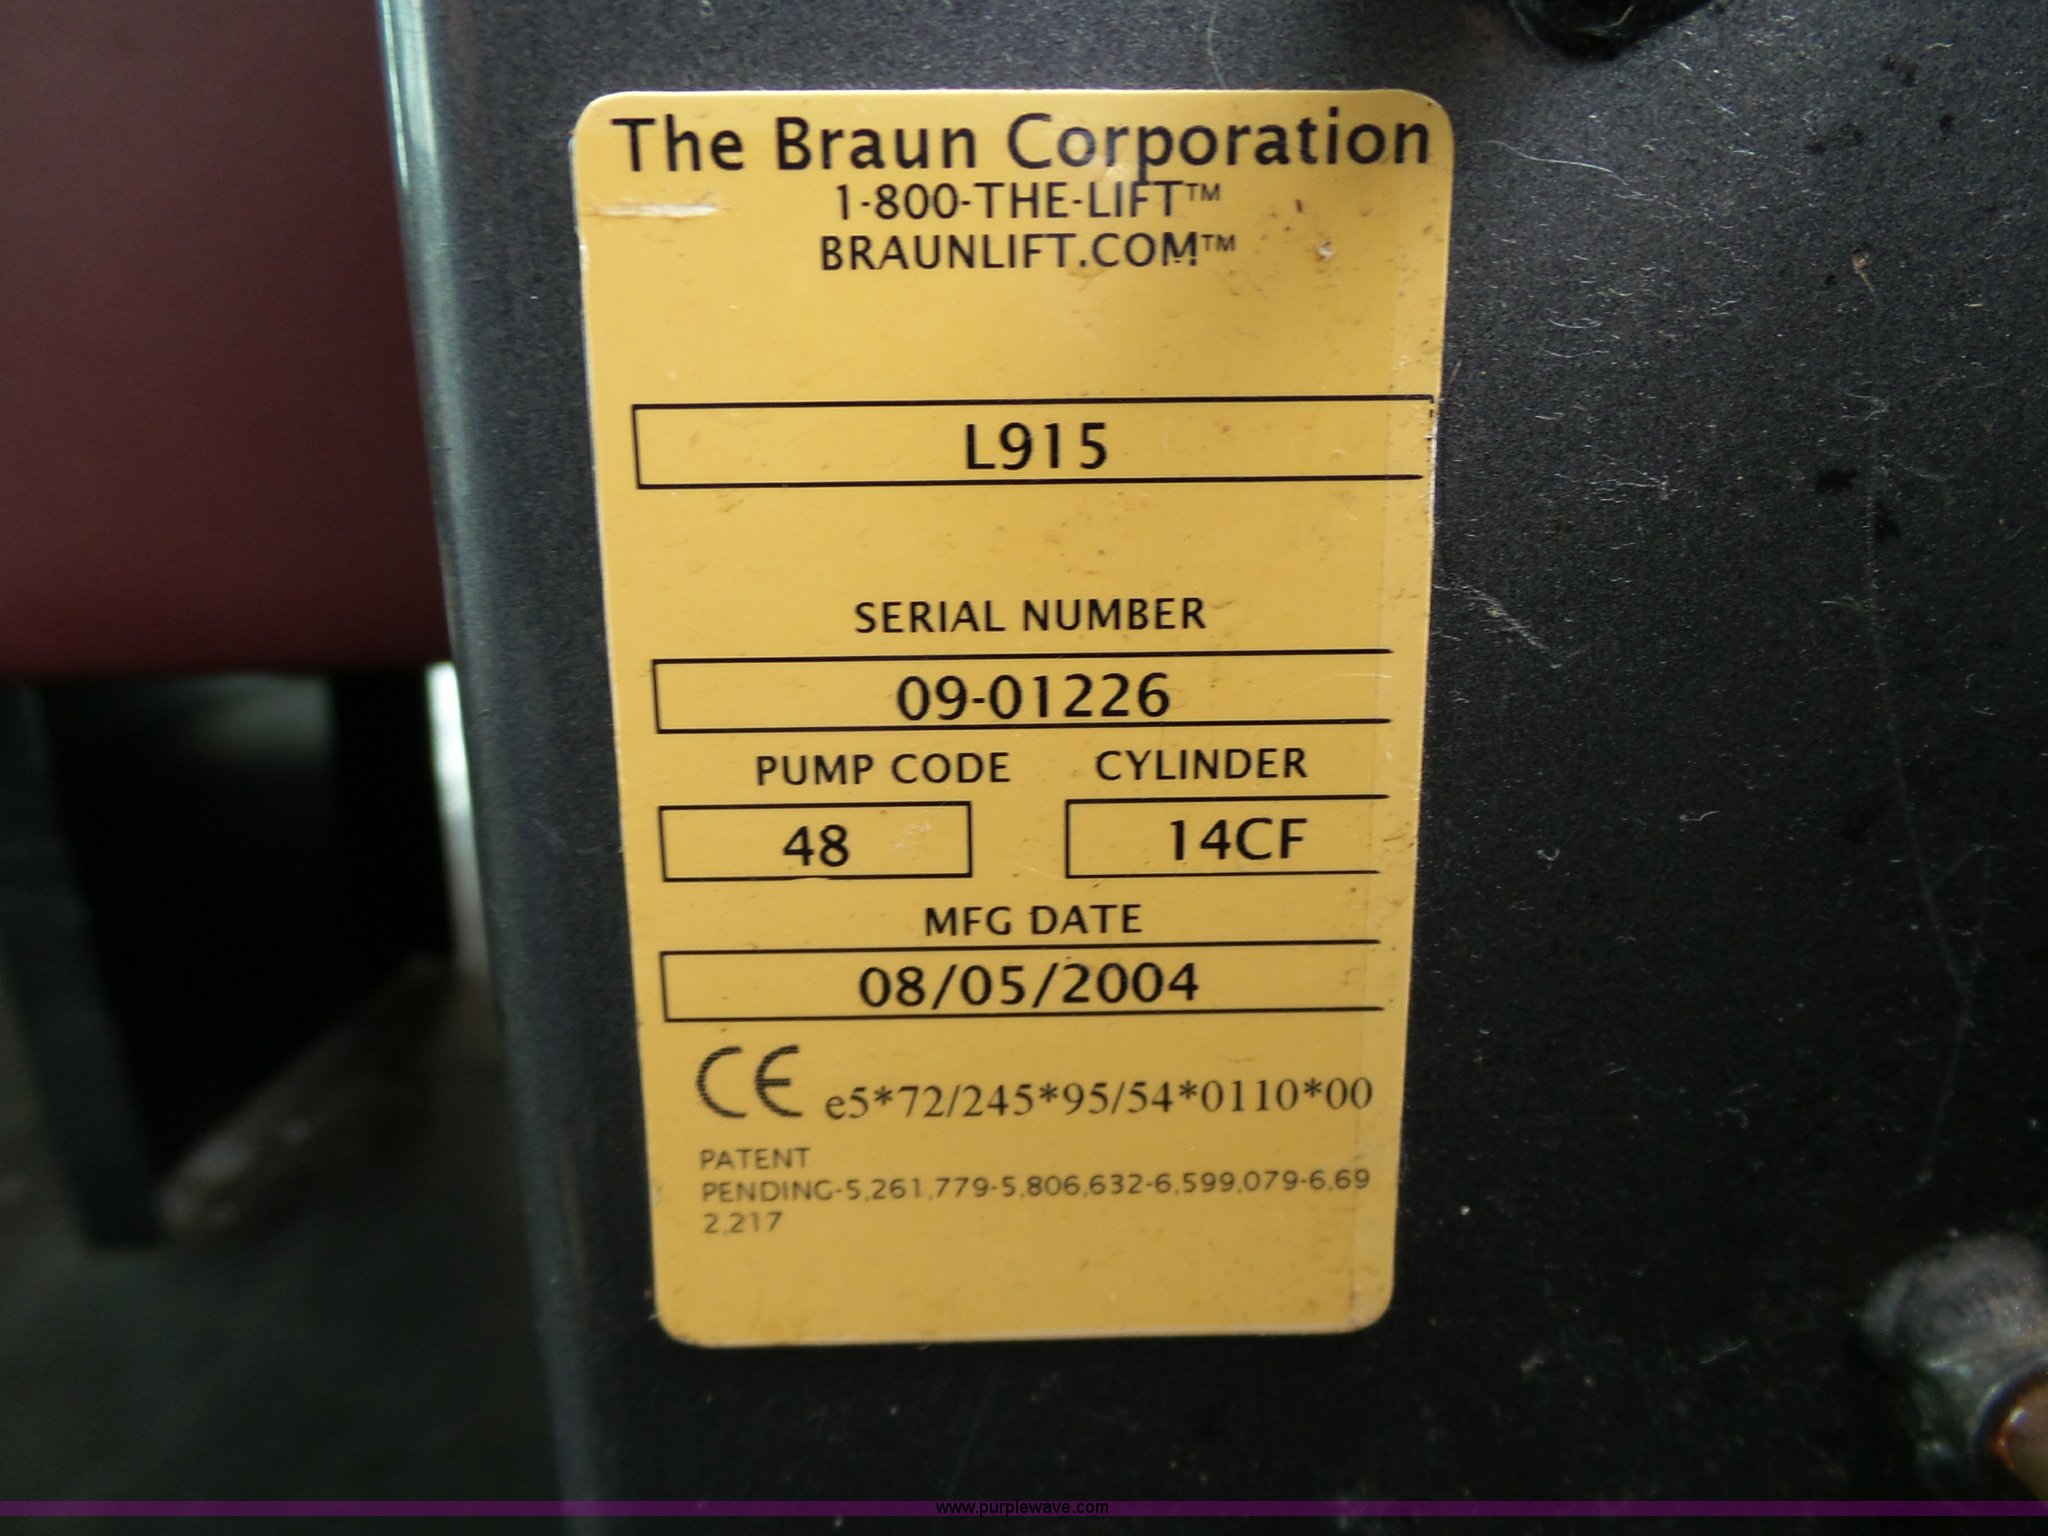 The Braun Corporation
1-800-THE-LIFT™
BRAUNLIFT.COM™
L915
SERIAL NUMBER
09-01226
PUMP CODE CYLINDER
48 14CF
MFG DATE
08/05/2004
CE e5*72/245*95/54*0110*00
PATENT
PENDING-5,261,779-5,806,632-6,599,079-6,69
2,217
www.purplewave.com